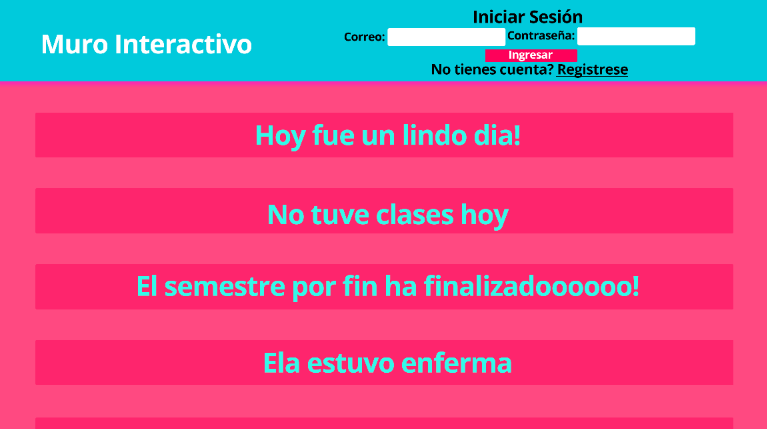 Muro Interactivo
Iniciar Sesión
Correo: Contraseña:
Ingresar
No tienes cuenta? Registrese
Hoy fue un lindo dia!
No tuve clases hoy
El semestre por fin ha finalizadoooooo!
Ela estuvo enferma